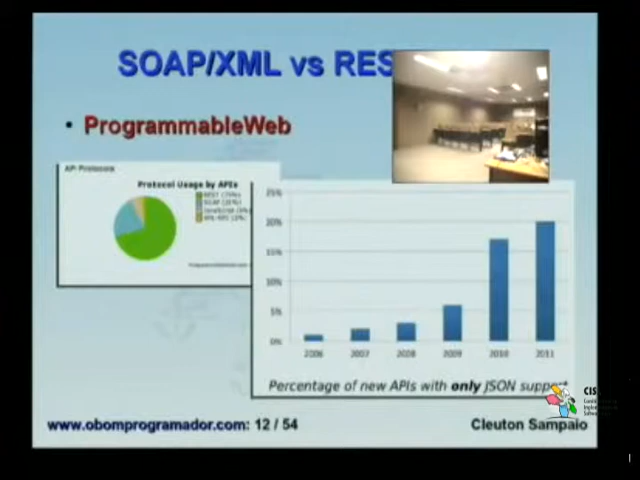 SOAP/XML vs RES
• ProgrammableWeb
API Protocols
Protocol Usage by APIs
25%
20%
15%
10%
5%
0%
2006 2007 2008 2009 2010 2011
Percentage of new APIs with only JSON support
CIS
www.obomprogramador.com: 12 / 54
Cleuton Sampaio